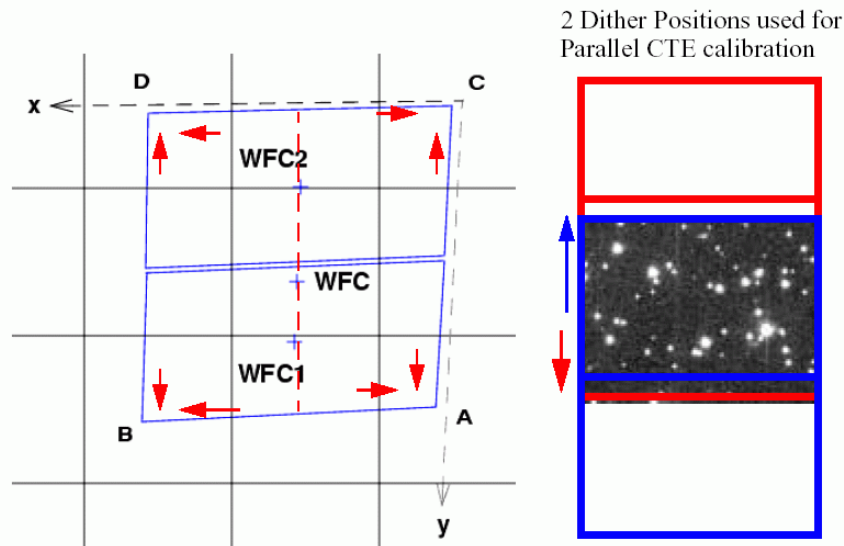 2 Dither Positions used for
Parallel CTE calibration
D
C
x
WFC2
WFC
WFC1
B
A
y